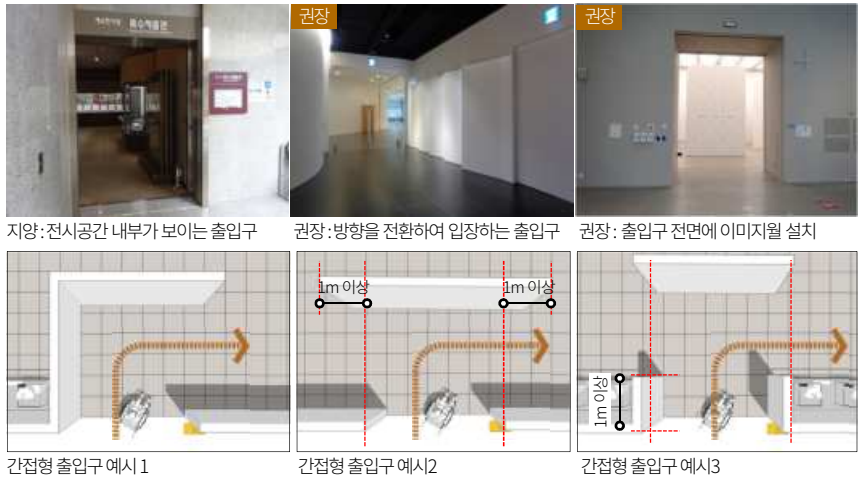 권장
권장
지양 : 전시공간 내부가 보이는 출입구
권장 : 방향을 전환하여 입장하는 출입구
권장 : 출입구 전면에 이미지월 설치
1m 이상
1m 이상
1m 이상
간접형 출입구 예시 1
간접형 출입구 예시2
간접형 출입구 예시3